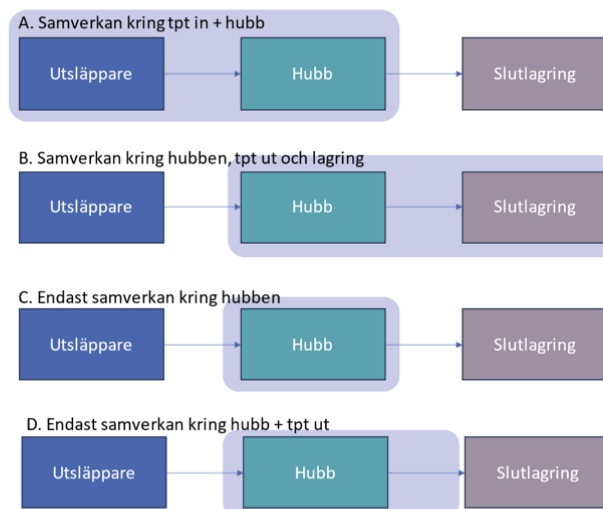 A. Samverkan kring tpt in + hubb
Utsläppare
Hubb
Slutlagring
B. Samverkan kring hubben, tpt ut och lagring
Utsläppare
Hubb
Slutlagring
C. Endast samverkan kring hubben
Utsläppare
Hubb
Slutlagring
D. Endast samverkan kring hubb + tpt ut
Utsläppare
Hubb
Slutlagring